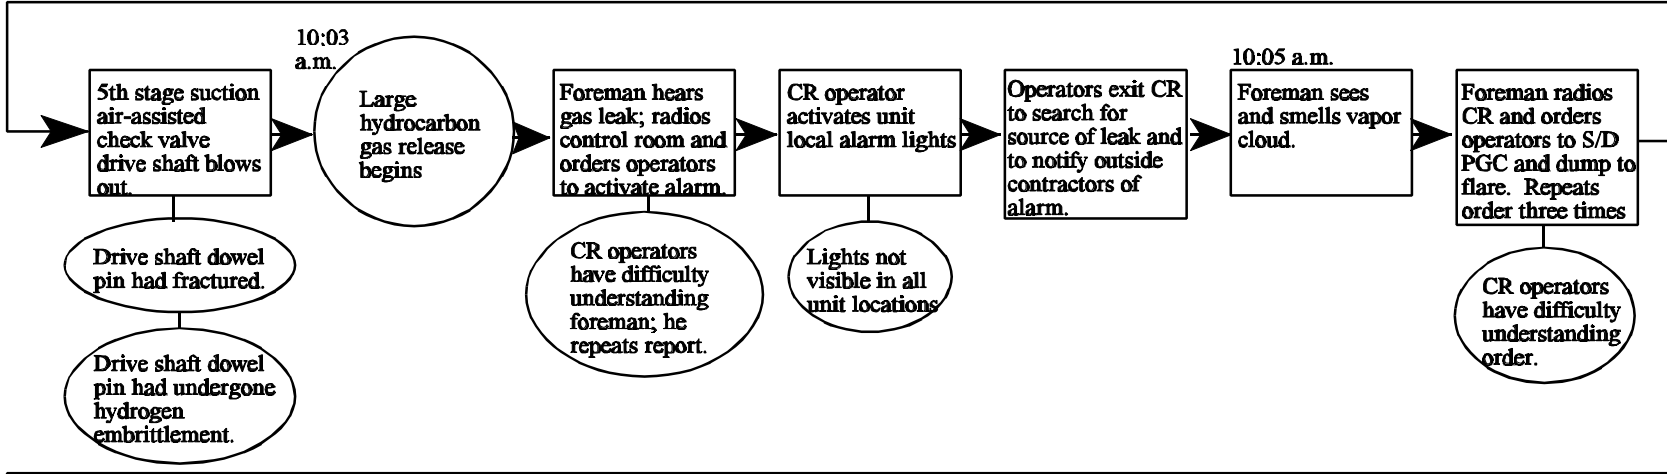 10:03
a.m.
5th stage suction
air-assisted
check valve
drive shaft blows
out.
Drive shaft dowel
pin had fractured.
Drive shaft dowel
pin had undergone
hydrogen
embrittlement.
Large
hydrocarbon
gas release
begins
Foreman hears
gas leak; radios
control room and
orders operators
to activate alarm.
CR operators
have difficulty
understanding
foreman; he
repeats report.
CR operator
activates unit
local alarm lights
Lights not
visible in all
unit locations
Operators exit CR
to search for
source of leak and
to notify outside
contractors of
alarm.
10:05 a.m.
Foreman sees
and smells vapor
cloud.
Foreman radios
CR and orders
operators to S/D
PGC and dump to
flare. Repeats
order three times
CR operators
have difficulty
understanding
order.